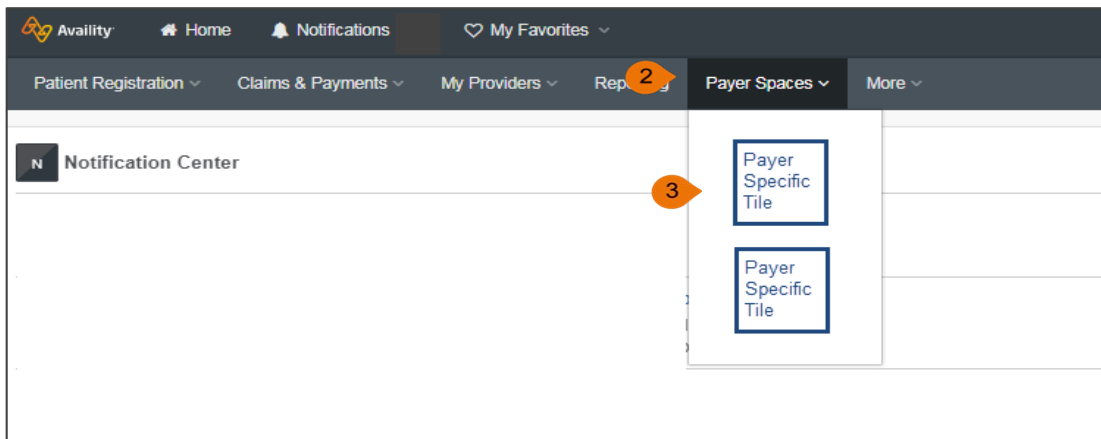 Availity Home Notifications My Favorites
Patient Registration Claims & Payments My Providers 2 Payer Spaces More
N Notification Center
3
Payer
Specific
Tile
Payer
Specific
Tile